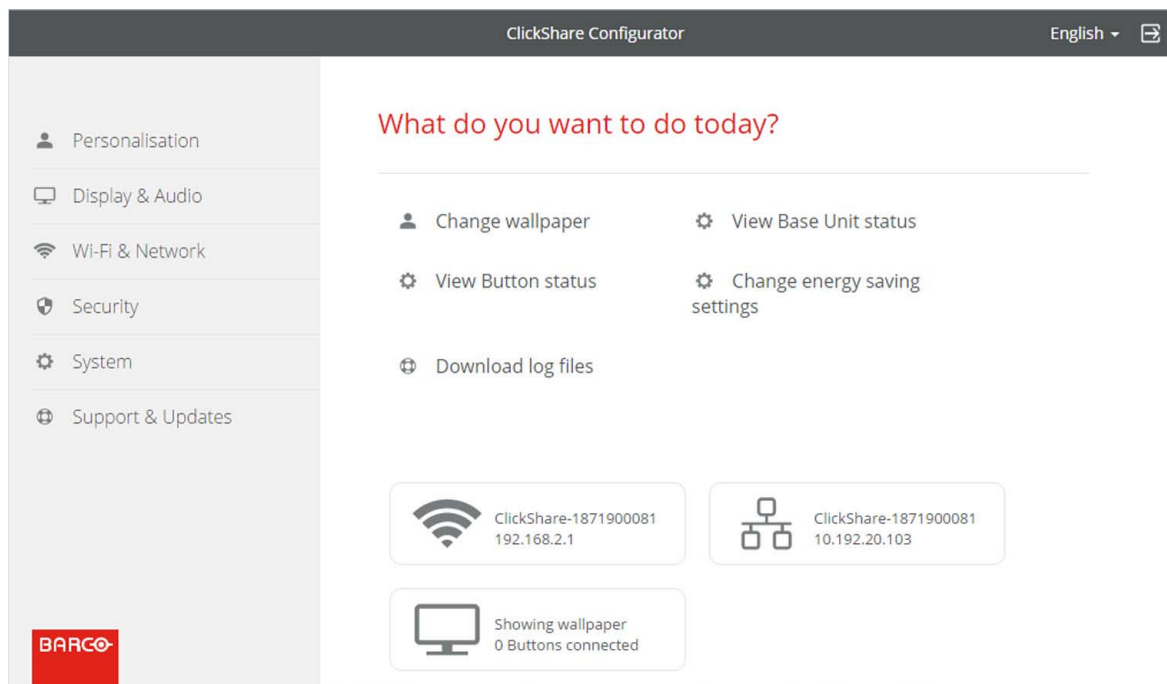 ClickShare Configurator
English
Personalisation
Display & Audio
Wi-Fi & Network
Security
System
Support & Updates
BARCO
What do you want to do today?
Change wallpaper
View Base Unit status
View Button status
Change energy saving
settings
Download log files
ClickShare-1871900081
192.168.2.1
ClickShare-1871900081
10.192.20.103
Showing wallpaper
0 Buttons connected